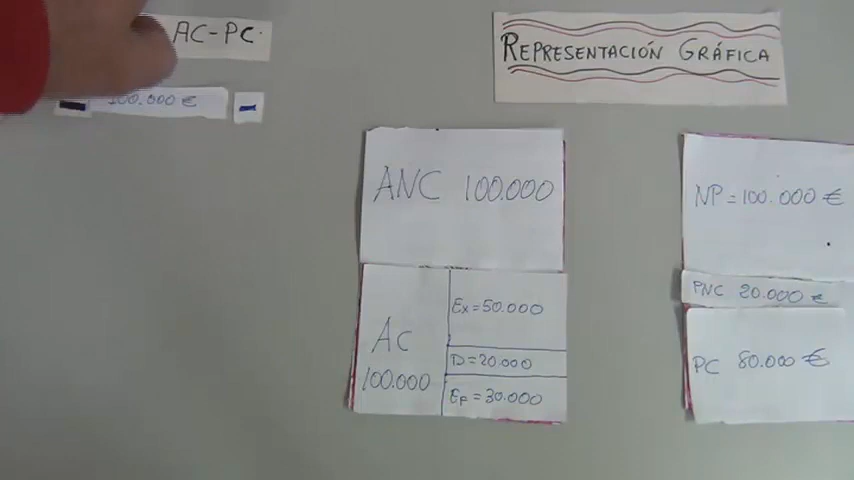 AC-PC
REPRESENTACIÓN GRÁFICA
100.000 €
ANC 100.000
NP = 100.000 €
PNC 20.000 €
AC
100.000
Ex = 50.000
D = 20.000
EF = 30.000
PC 80.000 €